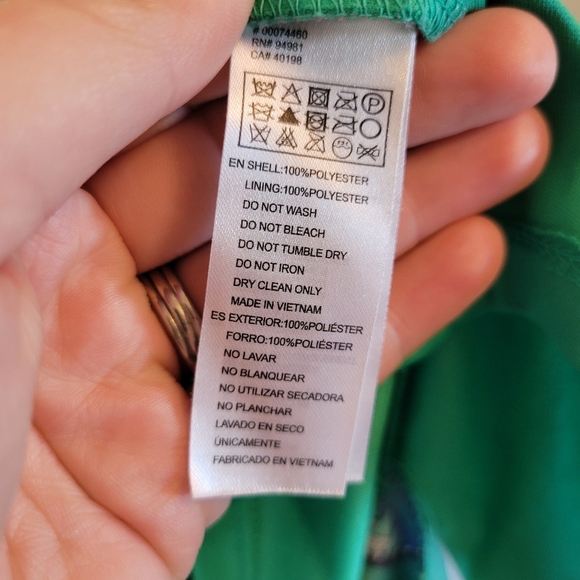 # 00074460
RN# 94981
CA# 40198
P
EN SHELL:100%POLYESTER
LINING:100%POLYESTER
DO NOT WASH
DO NOT BLEACH
DO NOT TUMBLE DRY
DO NOT IRON
DRY CLEAN ONLY
MADE IN VIETNAM
ES EXTERIOR:100%POLIÉSTER
FORRO:100%POLIÉSTER
NO LAVAR
NO BLANQUEAR
NO UTILIZAR SECADORA
NO PLANCHAR
LAVADO EN SECO
ÚNICAMENTE
FABRICADO EN VIETNAM